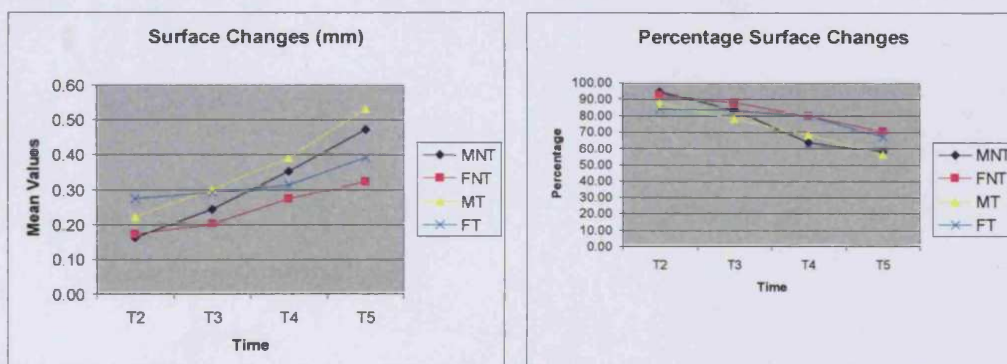 Surface Changes (mm)
0.60
0.50
0.40
0.30
0.20
0.10
0.00
Mean Values
T2
T3
T4
T5
Time
MNT
FNT
MT
FT
Percentage Surface Changes
100.00
90.00
80.00
70.00
60.00
50.00
40.00
30.00
20.00
10.00
0.00
Percentage
T2
T3
T4
T5
Time
MNT
FNT
MT
FT